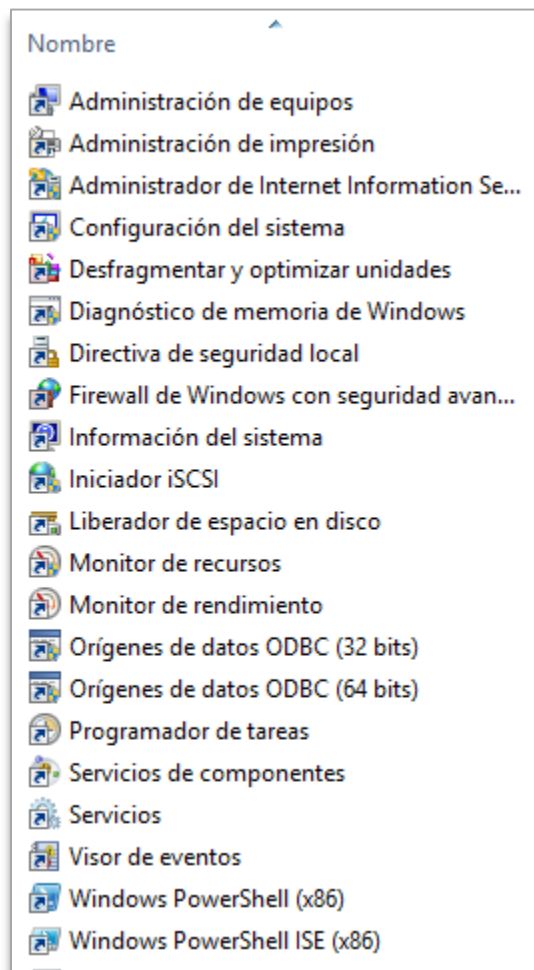 Nombre
Administración de equipos
Administración de impresión
Administrador de Internet Information Se...
Configuración del sistema
Desfragmentar y optimizar unidades
Diagnóstico de memoria de Windows
Directiva de seguridad local
Firewall de Windows con seguridad avan...
Información del sistema
Iniciador iSCSI
Liberador de espacio en disco
Monitor de recursos
Monitor de rendimiento
Orígenes de datos ODBC (32 bits)
Orígenes de datos ODBC (64 bits)
Programador de tareas
Servicios de componentes
Servicios
Visor de eventos
Windows PowerShell (x86)
Windows PowerShell ISE (x86)